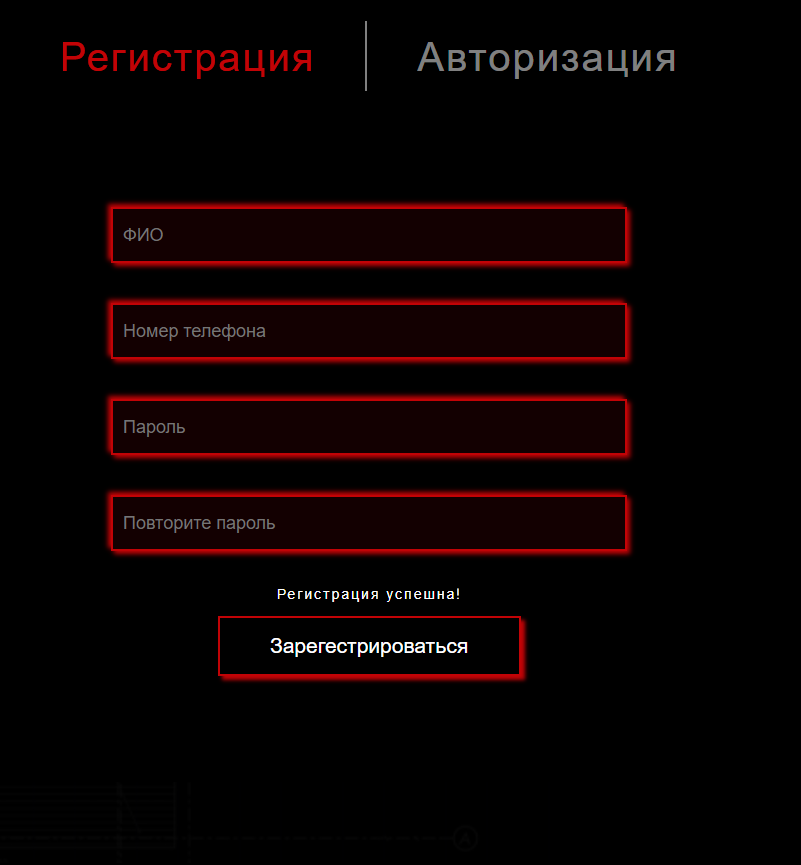 Регистрация
Авторизация
ФИО
Номер телефона
Пароль
Повторите пароль
Регистрация успешна!
Зарегестрироваться